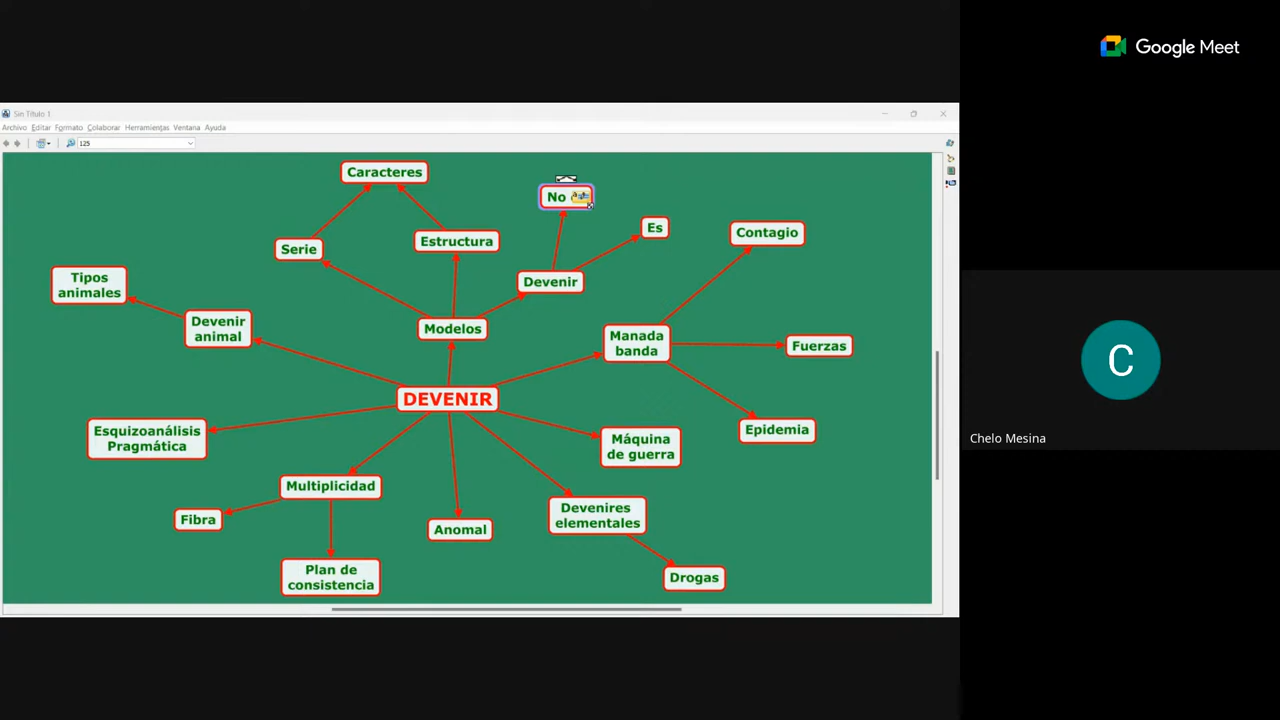 Google Meet
Sin Título 1
Archivo Editar Formato Colaborar Herramientas Ventana Ayuda
125
Caracteres
No
Es
Contagio
Serie
Estructura
Tipos
animales
Devenir
Devenir
animal
Modelos
Manada
banda
Fuerzas
DEVENIR
Esquizoanálisis
Pragmática
Máquina
de guerra
Epidemia
Multiplicidad
Fibra
Anomal
Devenires
elementales
Plan de
consistencia
Drogas
C
Chelo Mesina